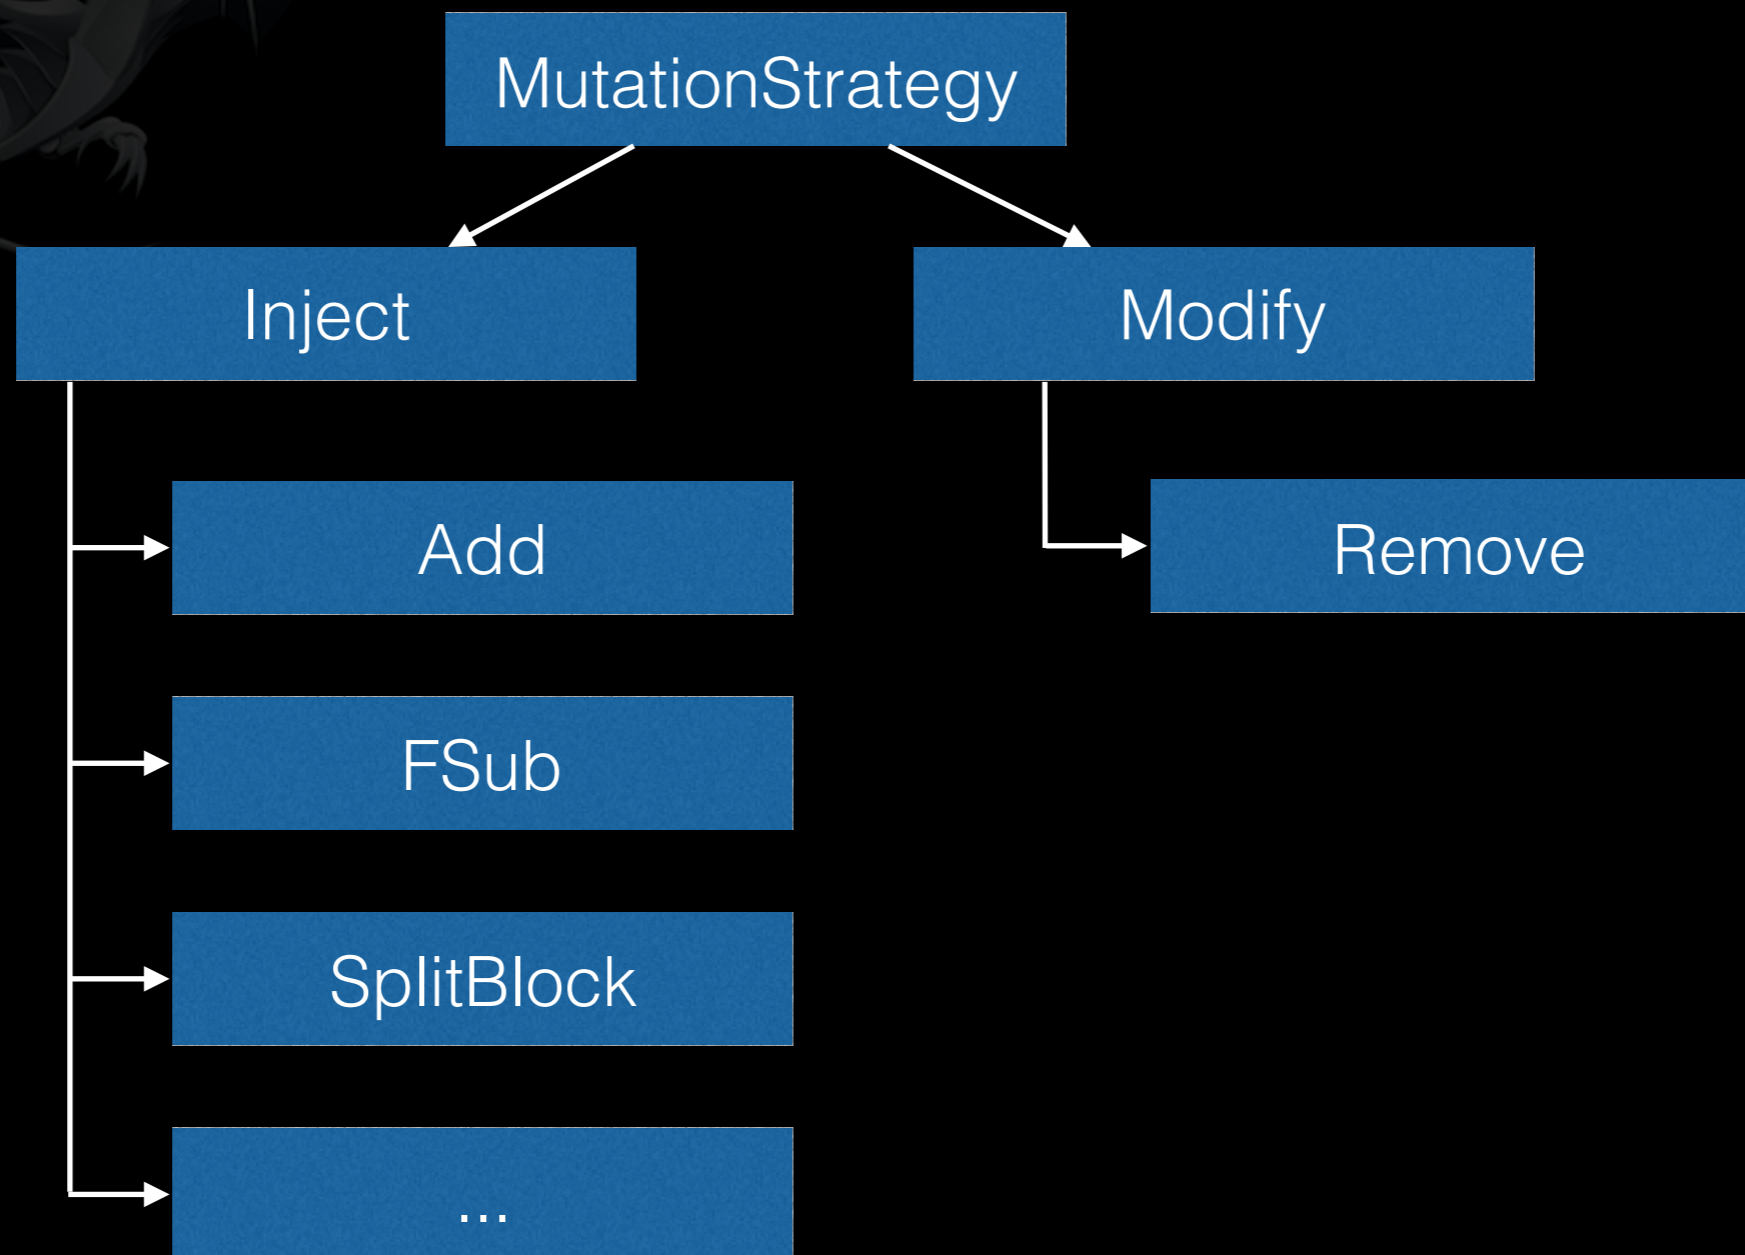 MutationStrategy
Inject
Modify
Add
Remove
FSub
SplitBlock
...